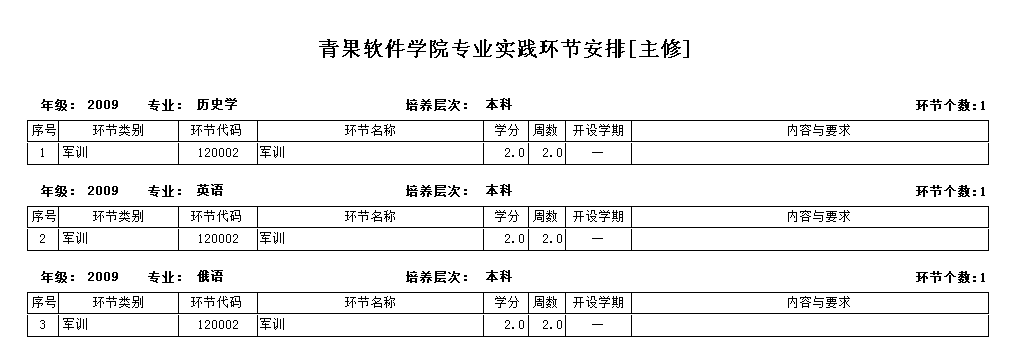 青果软件学院专业实践环节安排[主修]
年级： 2009 专业： 历史学 培养层次： 本科 环节个数:1
序号 环节类别 环节代码 环节名称 学分 周数 开设学期 内容与要求
1 军训 120002 军训 2.0 2.0 一
年级： 2009 专业： 英语 培养层次： 本科 环节个数:1
序号 环节类别 环节代码 环节名称 学分 周数 开设学期 内容与要求
2 军训 120002 军训 2.0 2.0 一
年级： 2009 专业： 俄语 培养层次： 本科 环节个数:1
序号 环节类别 环节代码 环节名称 学分 周数 开设学期 内容与要求
3 军训 120002 军训 2.0 2.0 一